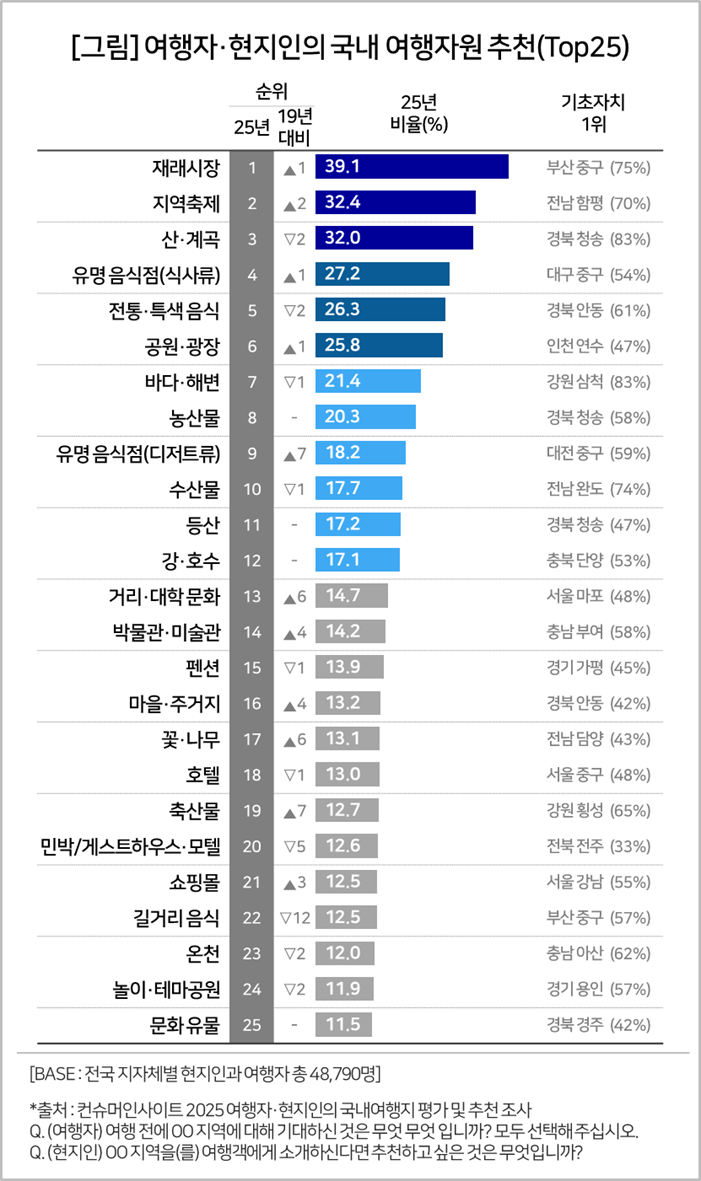 [그림] 여행자·현지인의 국내 여행자원 추천(Top25)
순위
25년
19년
대비
25년
비율(%)
기초자치
1위
재래시장 1 ▲1 39.1 부산 중구 (75%)
지역축제 2 ▲2 32.4 전남 함평 (70%)
산·계곡 3 ▽2 32.0 경북 청송 (83%)
유명 음식점(식사류) 4 ▲1 27.2 대구 중구 (54%)
전통·특색 음식 5 ▽2 26.3 경북 안동 (61%)
공원·광장 6 ▲1 25.8 인천 연수 (47%)
바다·해변 7 ▽1 21.4 강원 삼척 (83%)
농산물 8 - 20.3 경북 청송 (58%)
유명 음식점(디저트류) 9 ▲7 18.2 대전 중구 (59%)
수산물 10 ▽1 17.7 전남 완도 (74%)
등산 11 - 17.2 경북 청송 (47%)
강·호수 12 - 17.1 충북 단양 (53%)
거리·대학 문화 13 ▲6 14.7 서울 마포 (48%)
박물관·미술관 14 ▲4 14.2 충남 부여 (58%)
펜션 15 ▽1 13.9 경기 가평 (45%)
마을·주거지 16 ▲4 13.2 경북 안동 (42%)
꽃·나무 17 ▲6 13.1 전남 담양 (43%)
호텔 18 ▽1 13.0 서울 중구 (48%)
축산물 19 ▲7 12.7 강원 횡성 (65%)
민박/게스트하우스·모텔 20 ▽5 12.6 전북 전주 (33%)
쇼핑몰 21 ▲3 12.5 서울 강남 (55%)
길거리 음식 22 ▽12 12.5 부산 중구 (57%)
온천 23 ▽2 12.0 충남 아산 (62%)
놀이·테마공원 24 ▽2 11.9 경기 용인 (57%)
문화 유물 25 - 11.5 경북 경주 (42%)
[BASE : 전국 지자체별 현지인과 여행자 총 48,790명]
*출처 : 컨슈머인사이트 2025 여행자·현지인의 국내여행지 평가 및 추천 조사
Q. (여행자) 여행 전에 OO 지역에 대해 기대하신 것은 무엇 무엇 입니까? 모두 선택해 주십시오.
Q. (현지인) OO 지역을(를) 여행객에게 소개하신다면 추천하고 싶은 것은 무엇입니까?